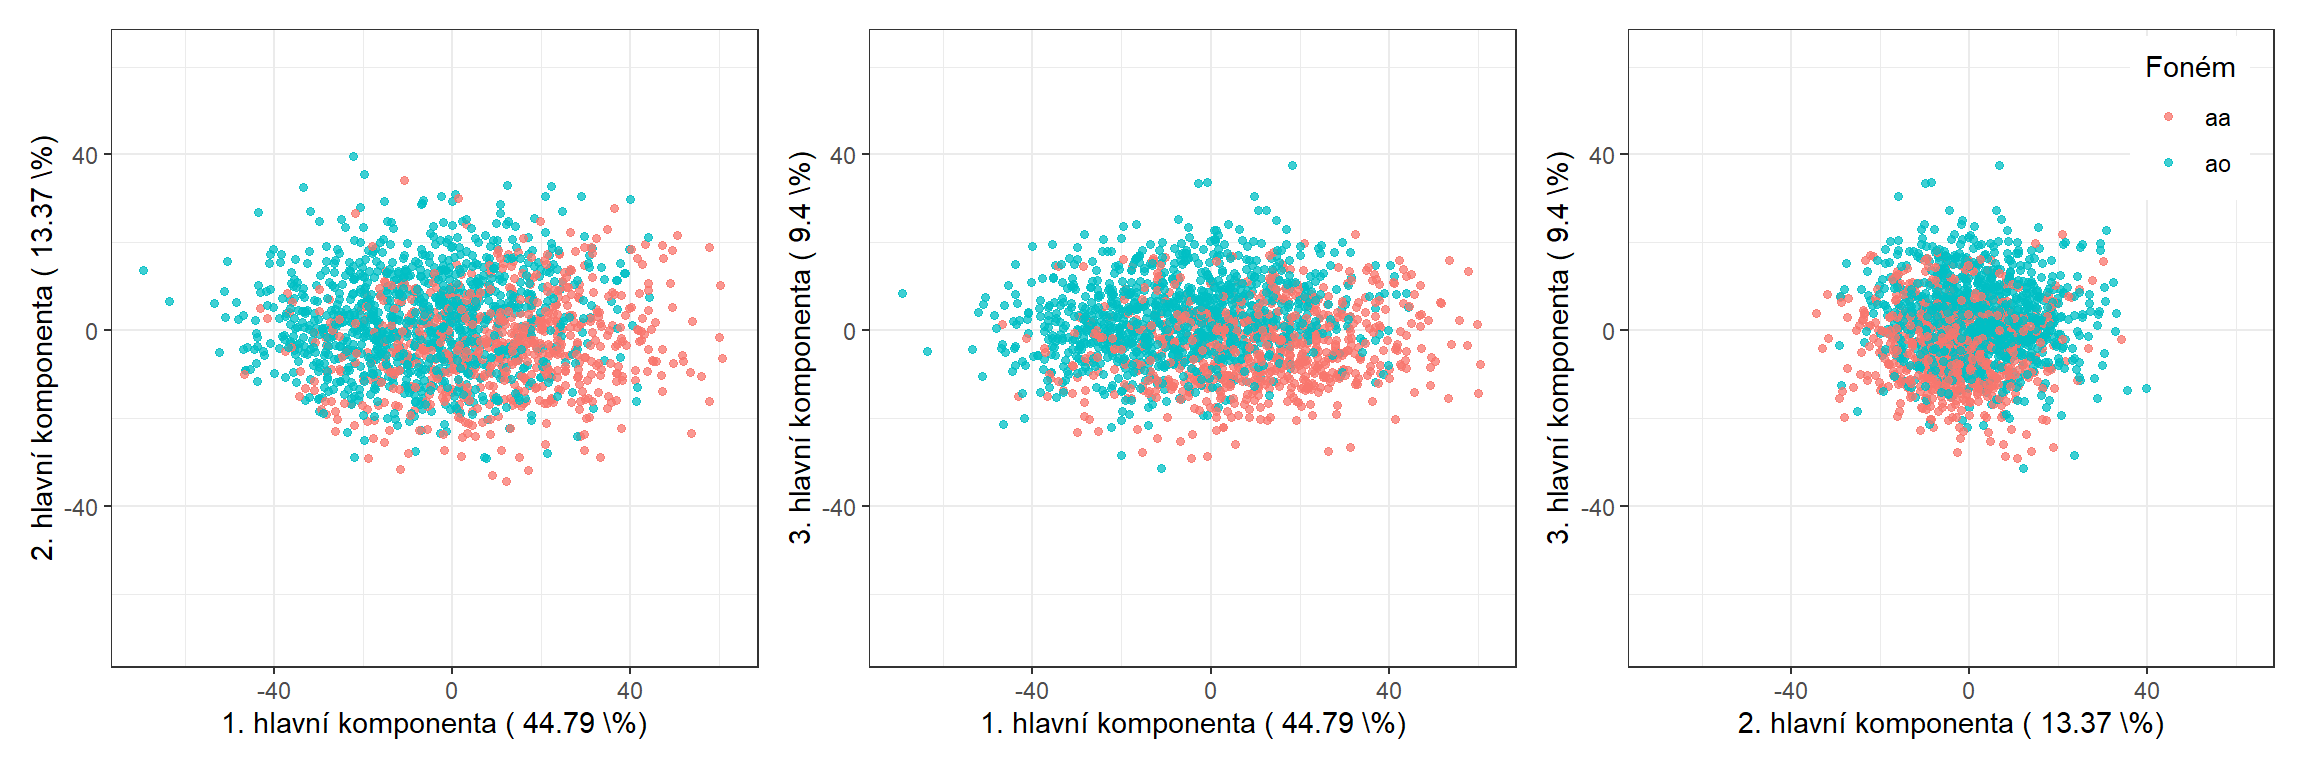 2. hlavní komponenta ( 13.37 \%)
40
0
-40
-40 0 40
1. hlavní komponenta ( 44.79 \%)
3. hlavní komponenta ( 9.4 \%)
40
0
-40
-40 0 40
1. hlavní komponenta ( 44.79 \%)
3. hlavní komponenta ( 9.4 \%)
40
0
-40
-40 0 40
2. hlavní komponenta ( 13.37 \%)
Foném
aa
ao